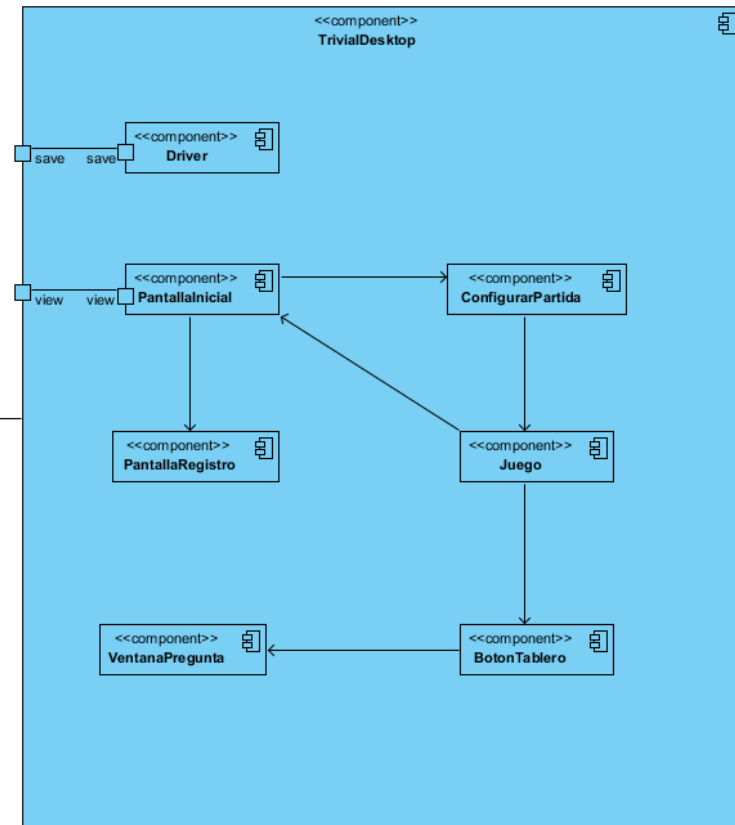 <<component>>
TrivialDesktop
<<component>>
Driver
save
save
<<component>>
PantallaInicial
view
view
<<component>>
ConfigurarPartida
<<component>>
PantallaRegistro
<<component>>
Juego
<<component>>
VentanaPregunta
<<component>>
BotonTablero